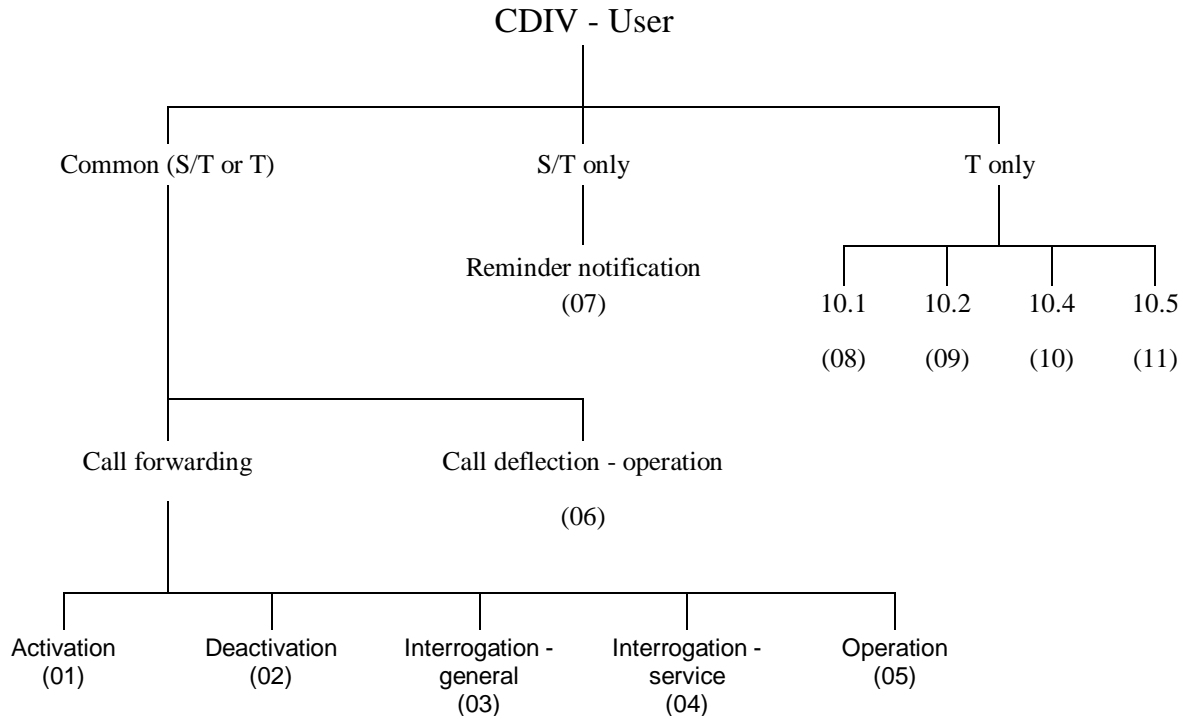 CDIV - User
Common (S/T or T)
S/T only
T only
Reminder notification
(07)
10.1
10.2
10.4
10.5
(08)
(09)
(10)
(11)
Call forwarding
Call deflection - operation
(06)
Activation
(01)
Deactivation
(02)
Interrogation -
general
(03)
Interrogation -
service
(04)
Operation
(05)